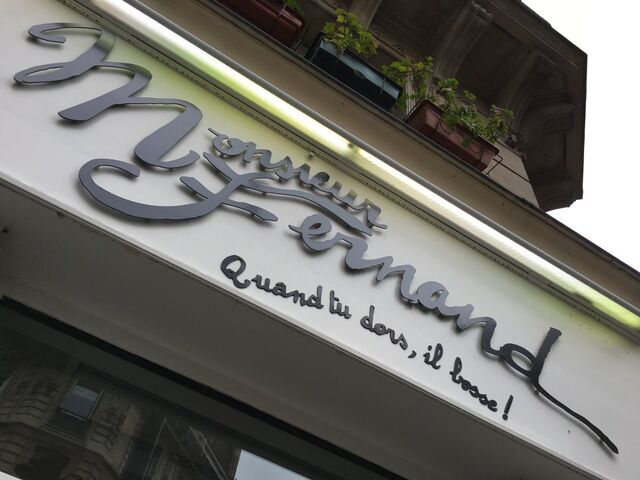 Monsieur
Fernand
Quand tu dors, il bosse !